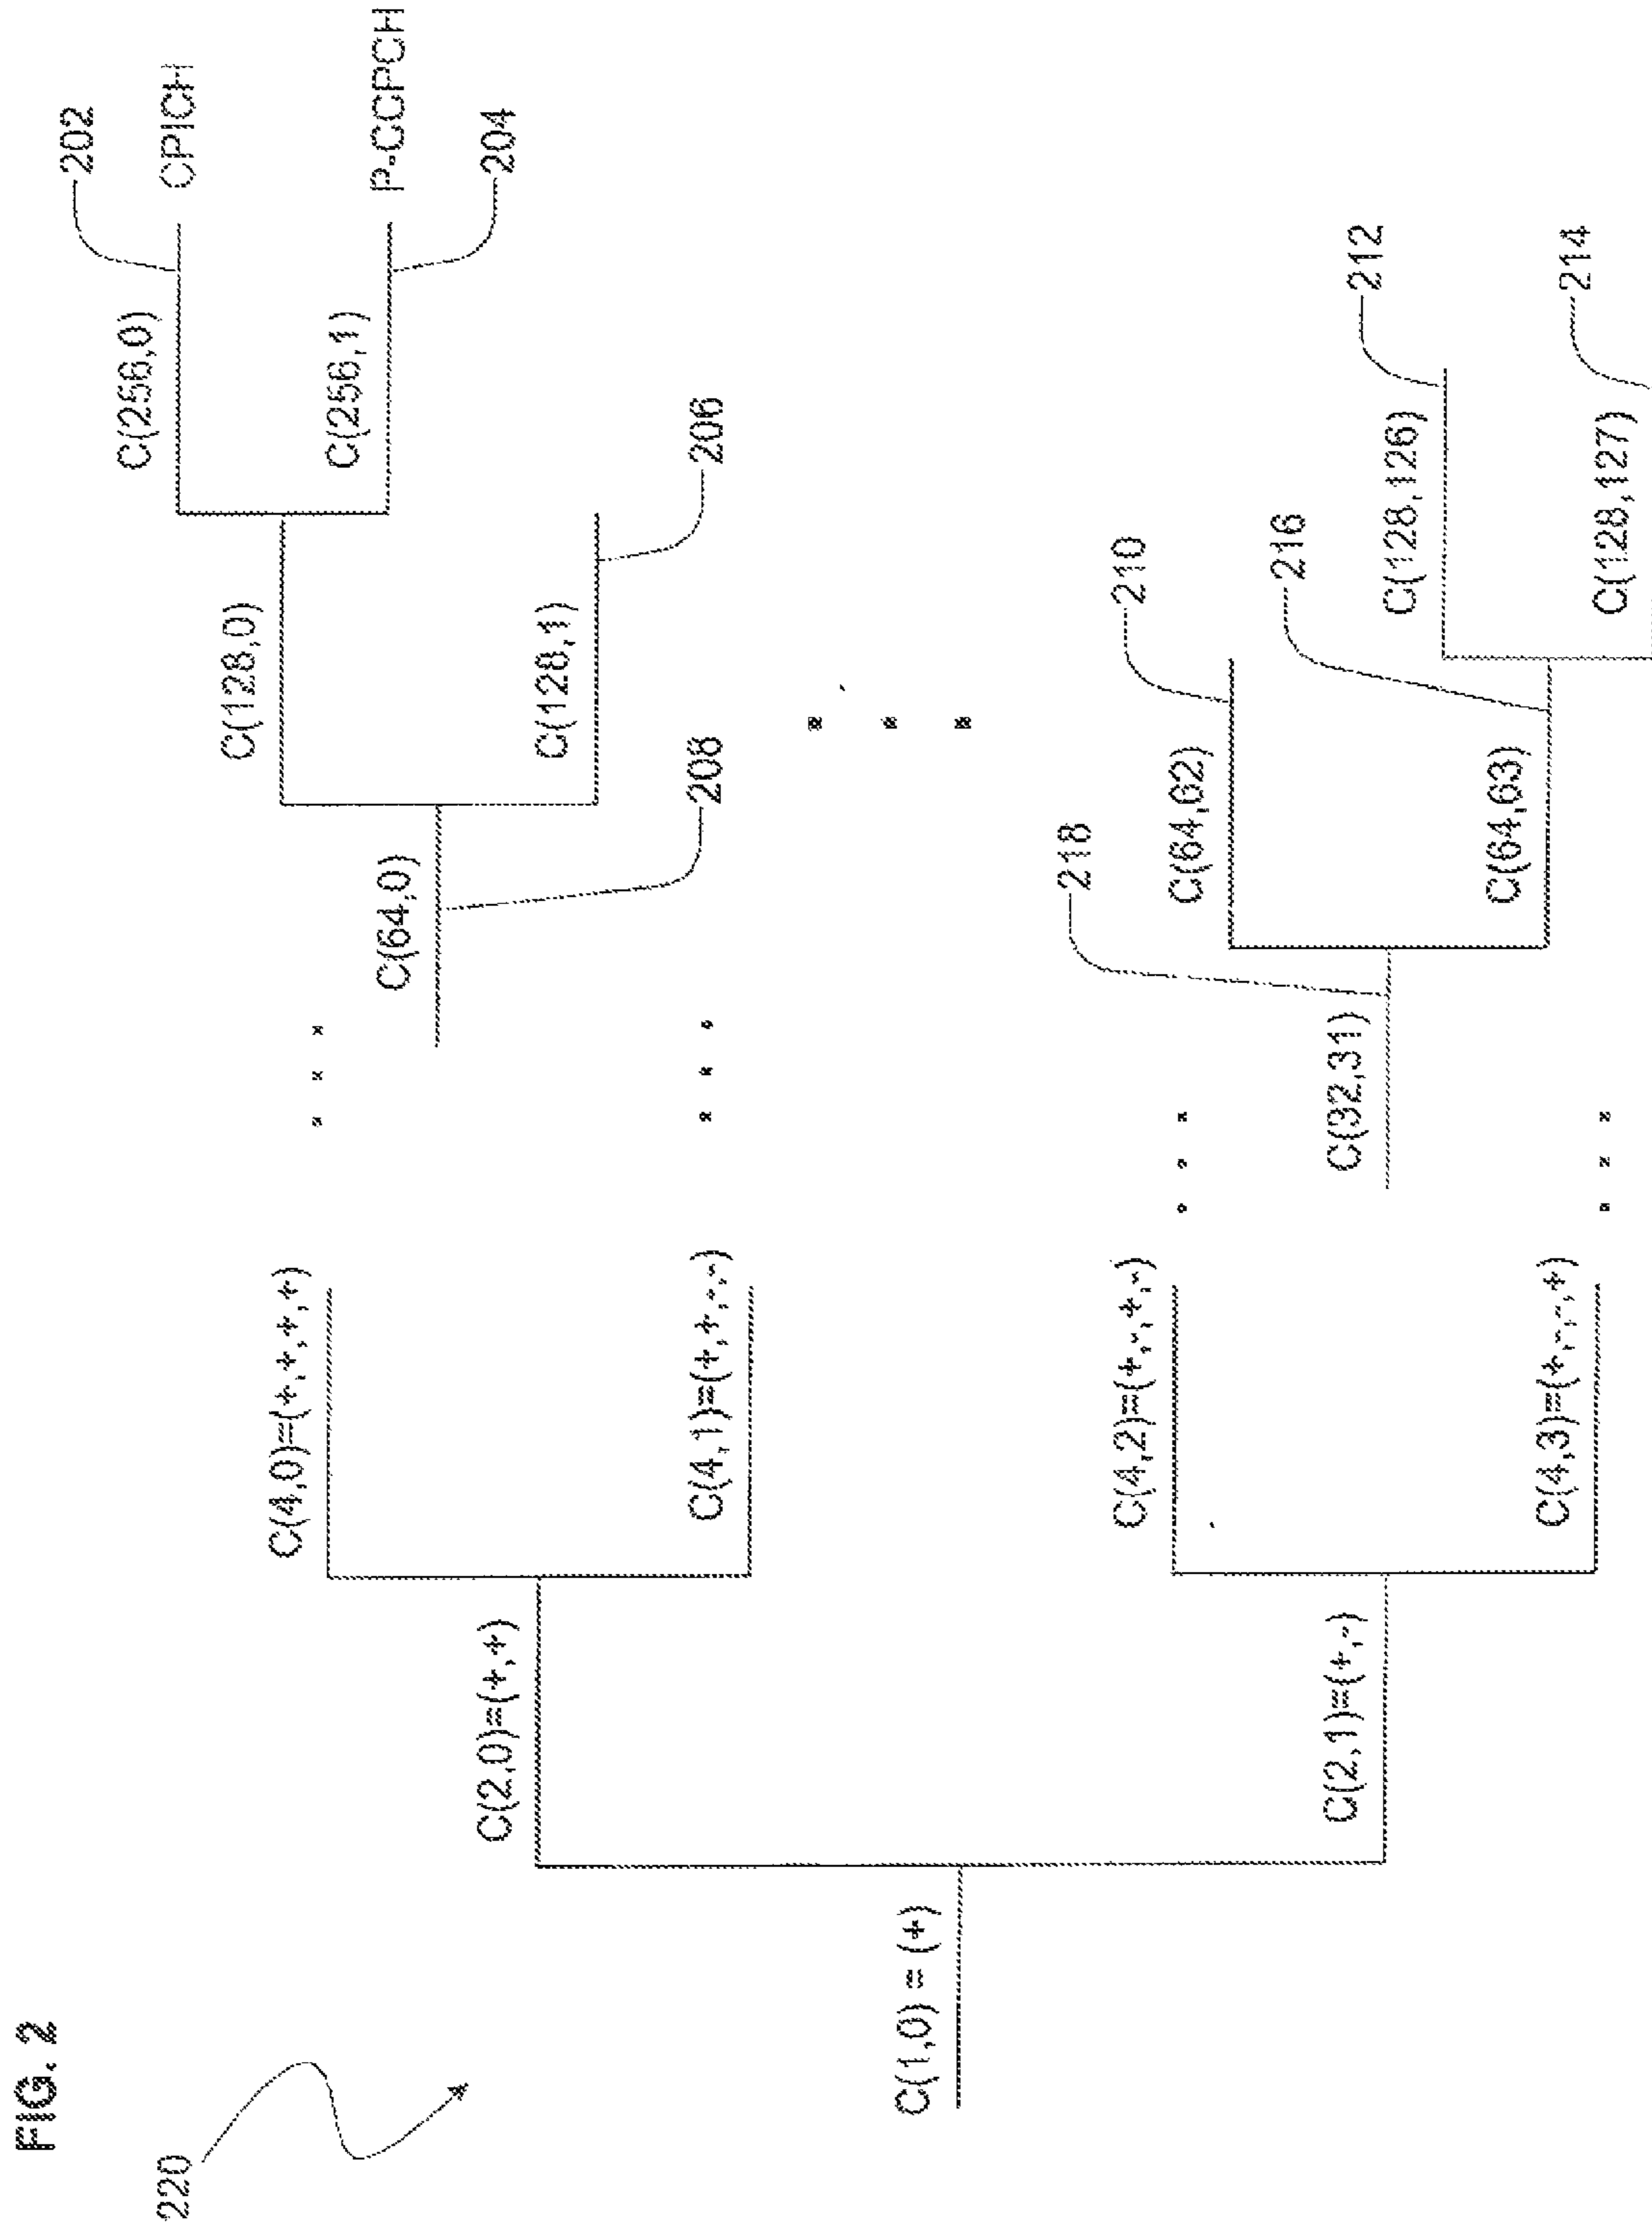 FIG. 2
220
C(1,0) = (+)
C(2,0)=(+,+)
C(2,1)=(+,-)
C(4,0)=(+,+,+,+)
C(4,1)=(+,+,-,-)
C(4,2)=(+,-,+,-)
C(4,3)=(+,-,-,+)
C(64,0)
208
C(128,0)
C(128,1)
206
C(256,0)
202
CPICH
C(256,1)
204
P-CCPCH
C(32,31)
218
C(64,62)
210
C(64,63)
216
C(128,126)
212
C(128,127)
214